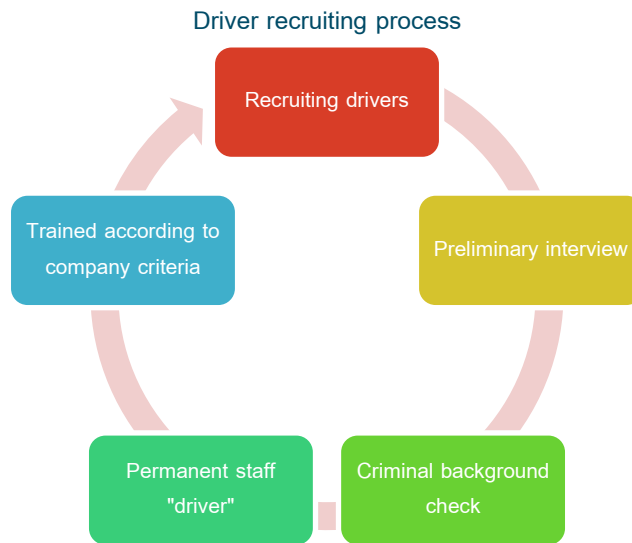 Driver recruiting process
Recruiting drivers
Preliminary interview
Criminal background
check
Permanent staff
"driver"
Trained according to
company criteria